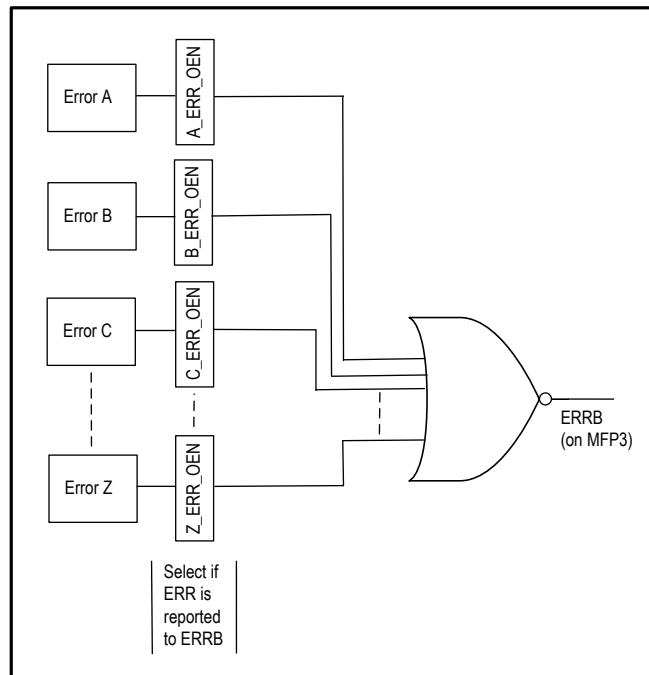 Error A
A_ERR_OEN
Error B
B_ERR_OEN
Error C
C_ERR_OEN
Error Z
Z_ERR_OEN
ERRB
(on MFP3)
Select if
ERR is
reported
to ERRB